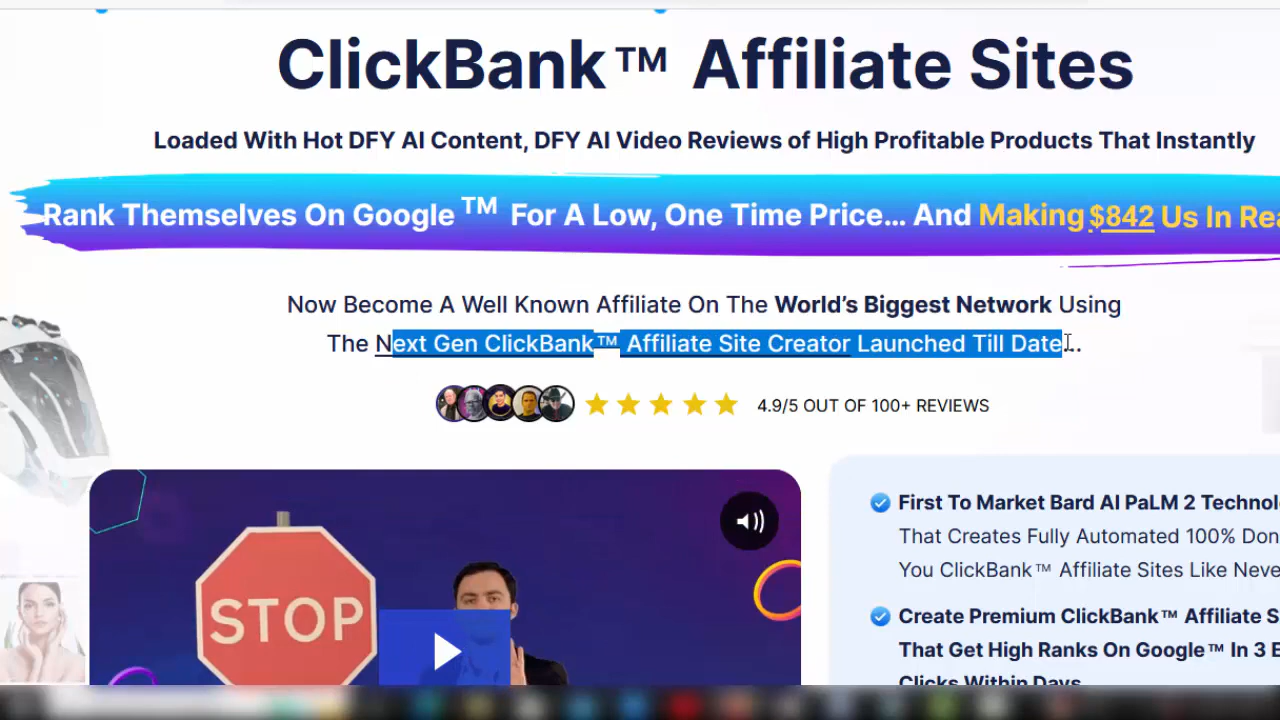 ClickBank™ Affiliate Sites
Loaded With Hot DFY AI Content, DFY AI Video Reviews of High Profitable Products That Instantly
Rank Themselves On Google™ For A Low, One Time Price... And Making $842 Us In Rea
Now Become A Well Known Affiliate On The World's Biggest Network Using
The Next Gen ClickBank™ Affiliate Site Creator Launched Till Date...
4.9/5 OUT OF 100+ REVIEWS
STOP
First To Market Bard AI PaLM 2 Technol
That Creates Fully Automated 100% Don
You ClickBank™ Affiliate Sites Like Neve
Create Premium ClickBank™ Affiliate S
That Get High Ranks On Google™ In 3 E
Clicks Within Days